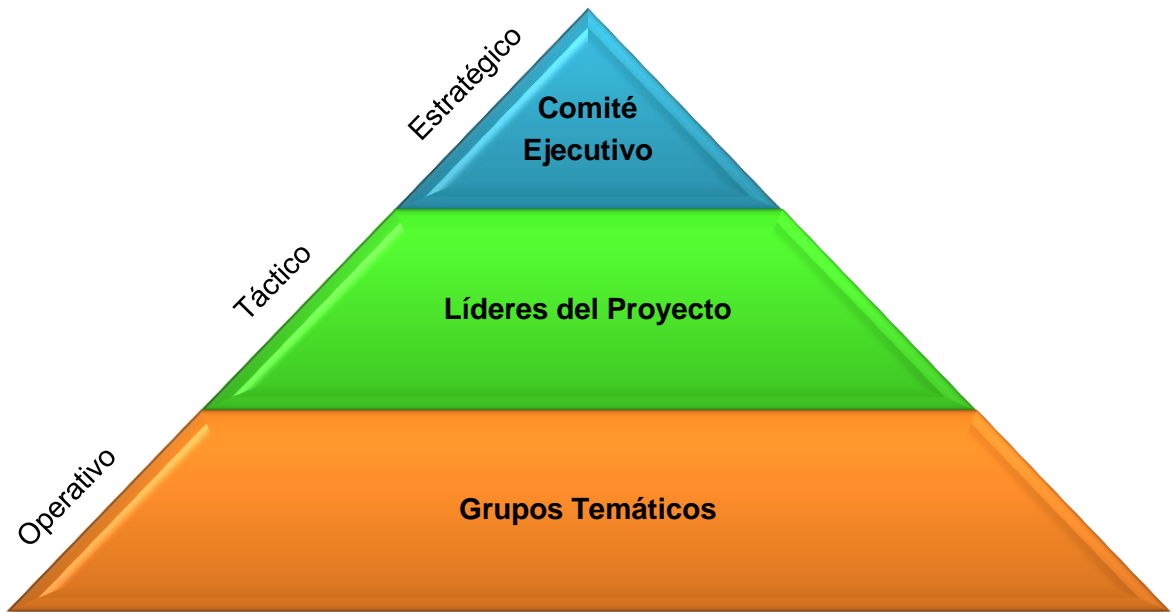 Estratégico
Comité
Ejecutivo
Táctico
Líderes del Proyecto
Operativo
Grupos Temáticos